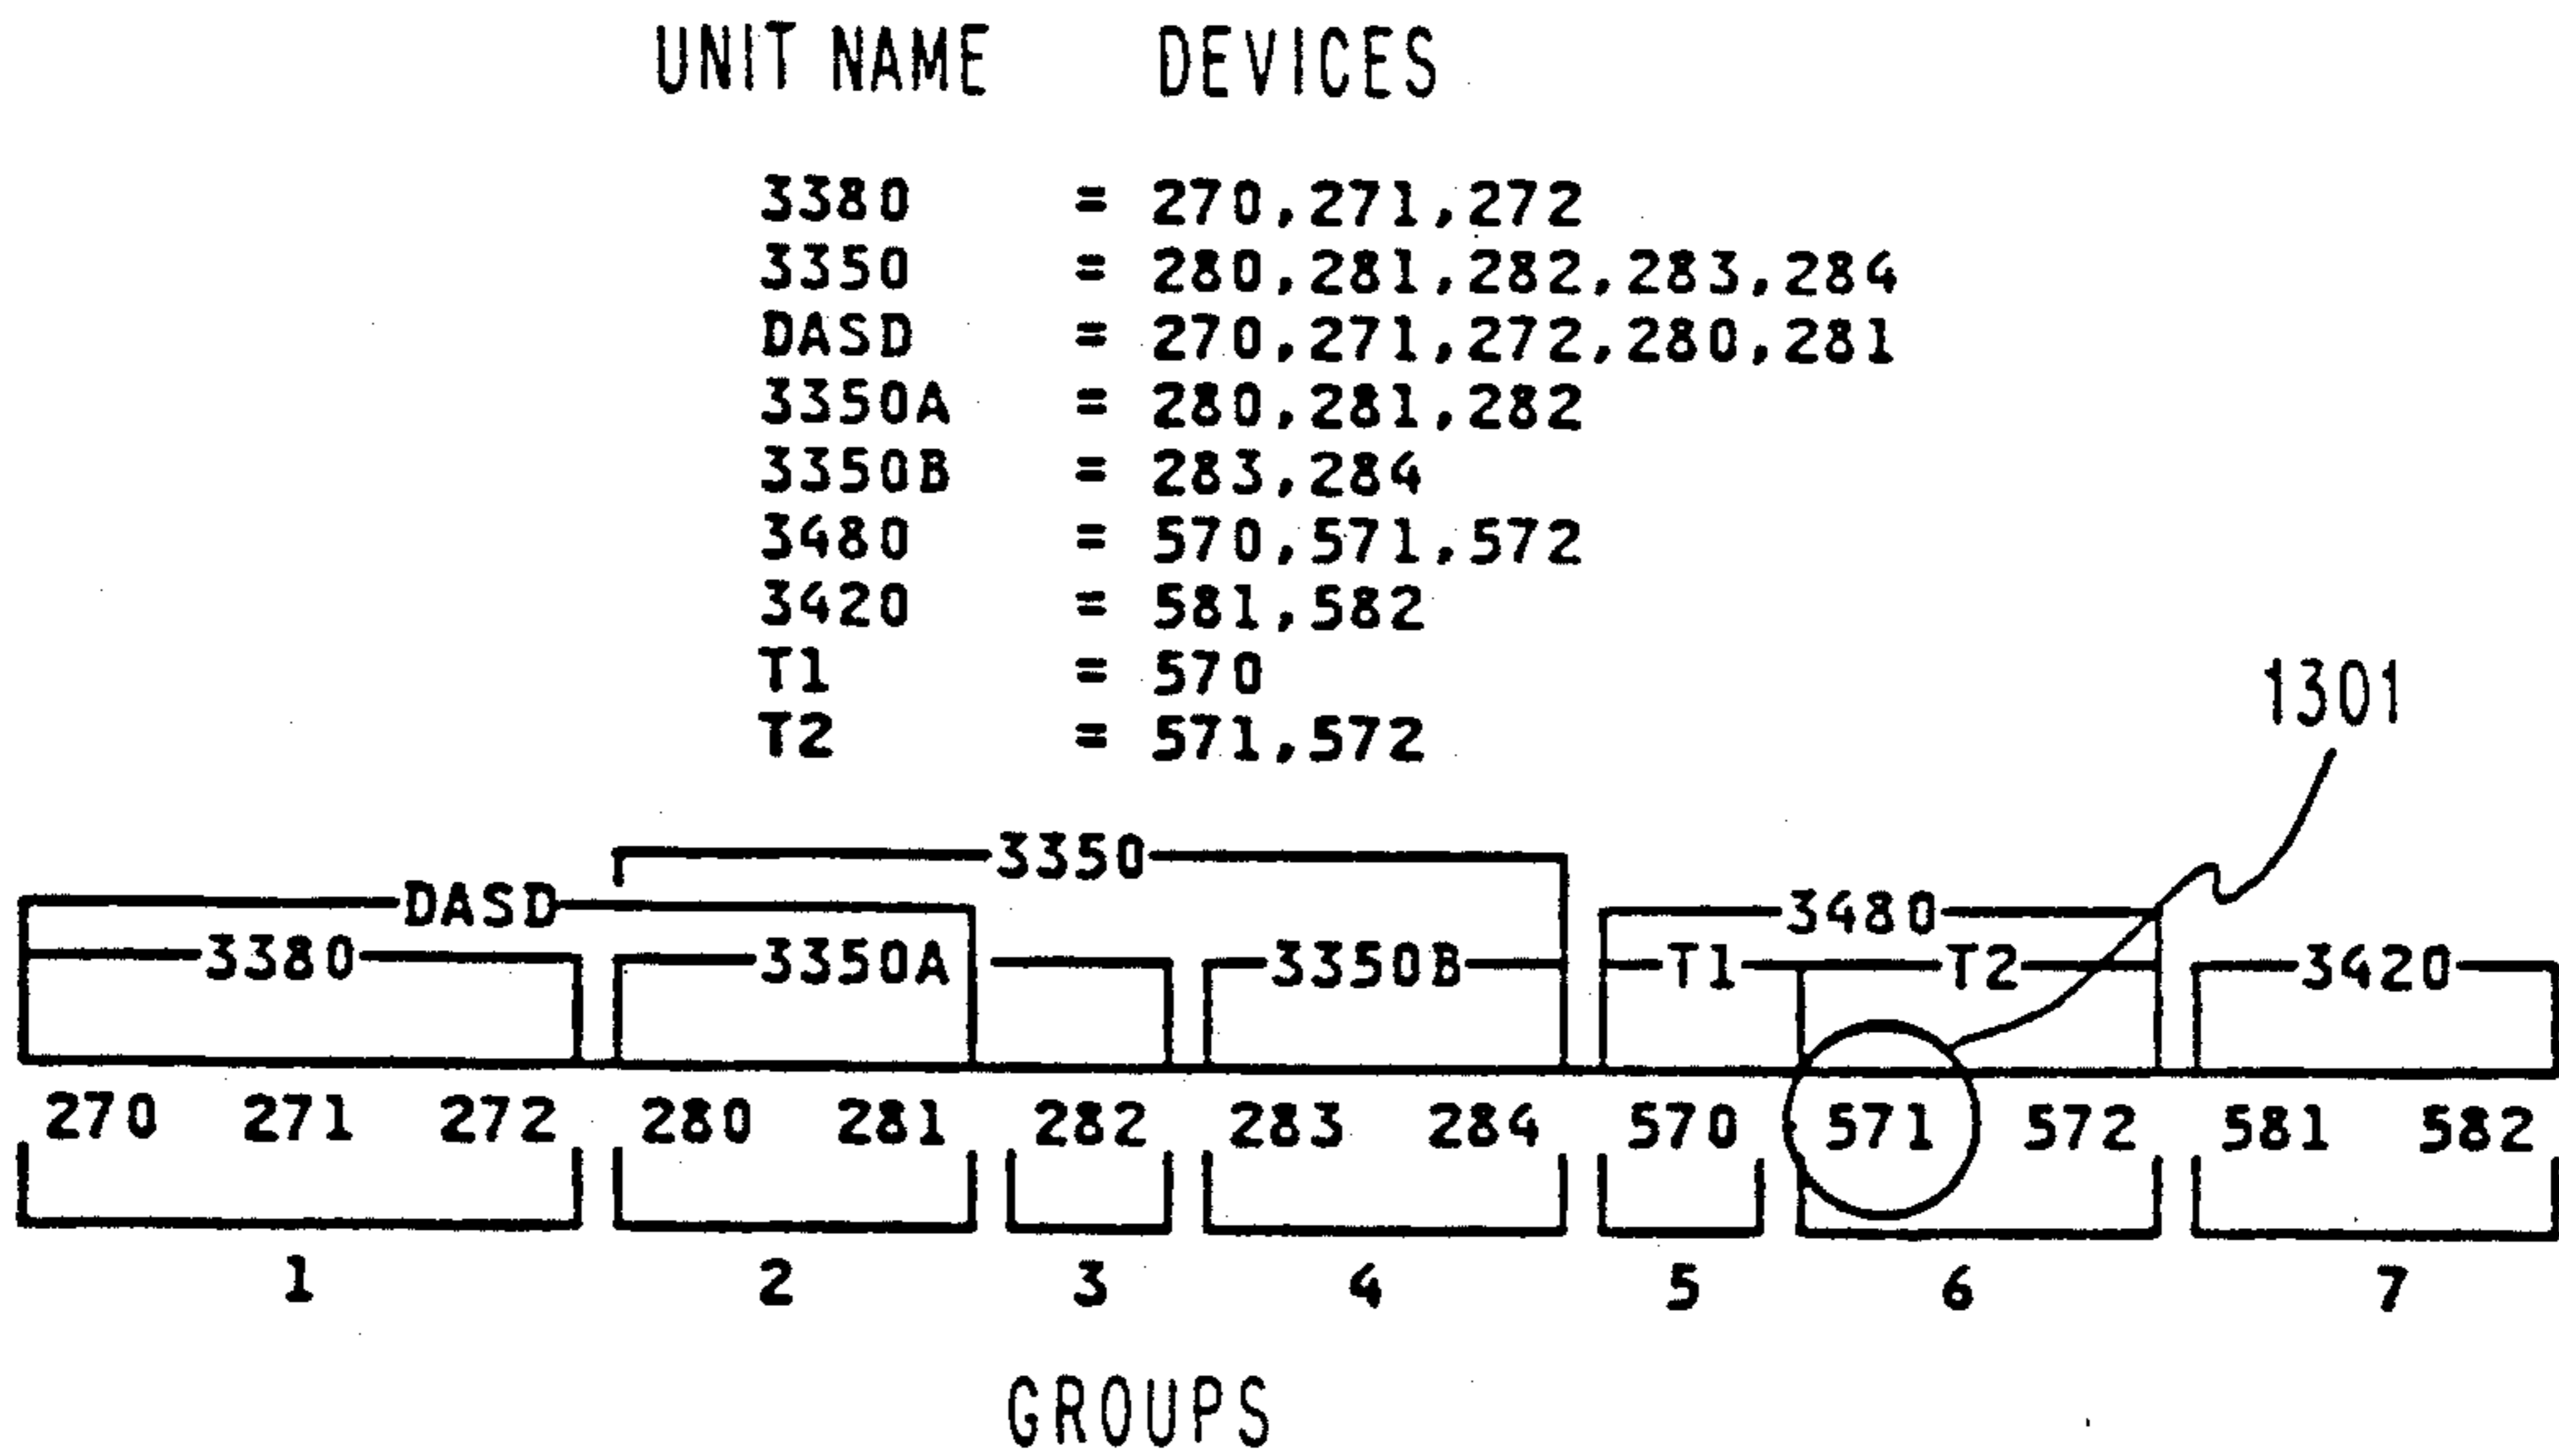 UNIT NAME DEVICES
3380 = 270,271,272
3350 = 280,281,282,283,284
DASD = 270,271,272,280,281
3350A = 280,281,282
3350B = 283,284
3480 = 570,571,572
3420 = 581,582
T1 = 570
T2 = 571,572
1301
3350
DASD 3480
3380 3350A 3350B T1 T2 3420
270 271 272 280 281 282 283 284 570 571 572 581 582
1 2 3 4 5 6 7
GROUPS